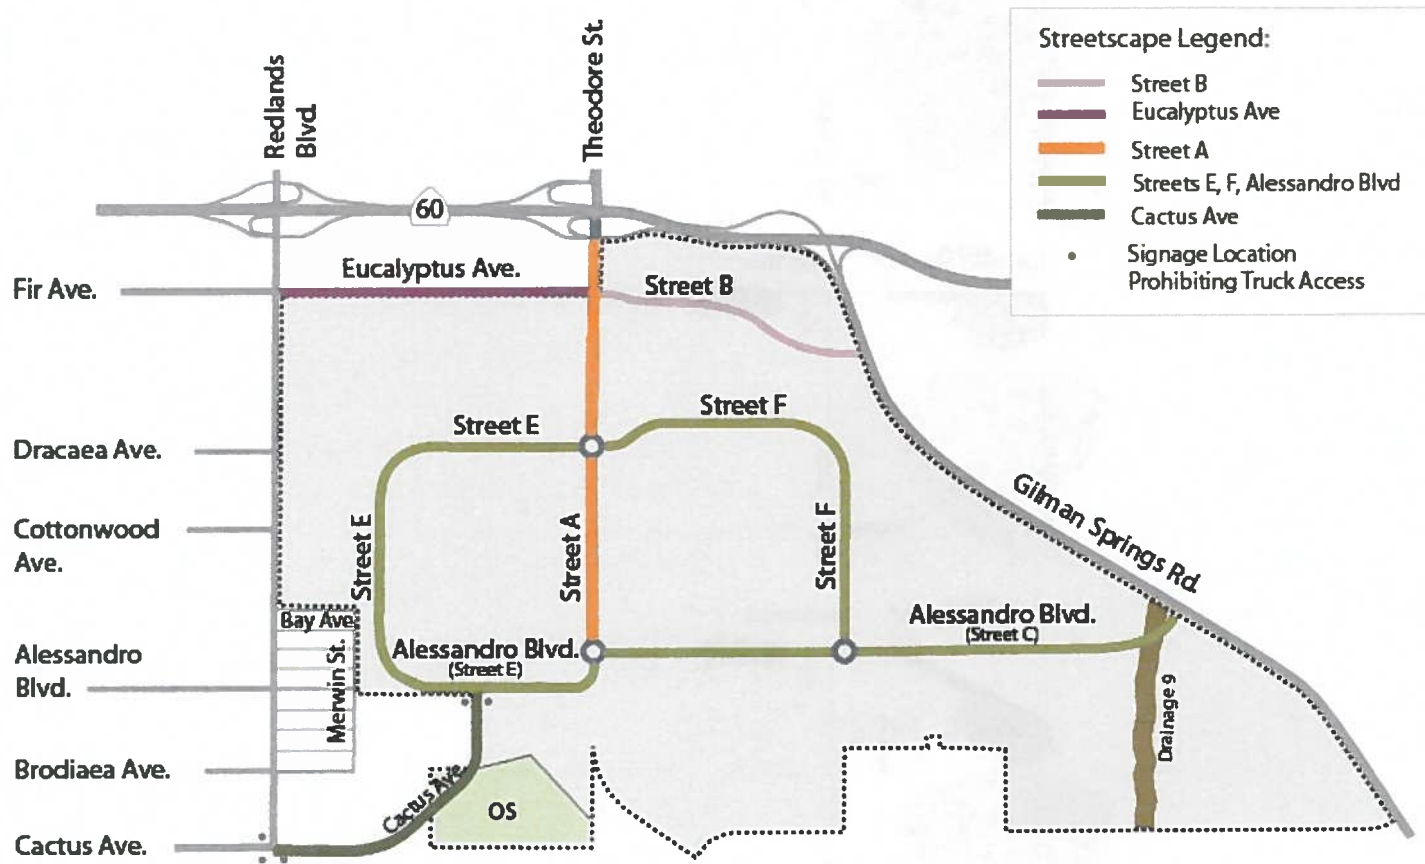 Redlands
Blvd.
Theodore St.
Streetscape Legend:
Street B
Eucalyptus Ave
Street A
Streets E, F, Alessandro Blvd
Cactus Ave
Signage Location
Prohibiting Truck Access
60
Eucalyptus Ave.
Fir Ave.
Street B
Street F
Street E
Dracaea Ave.
Gilman Springs Rd.
Cottonwood
Ave.
Street E
Street A
Street F
Bay Ave
Alessandro Blvd.
(Street C)
Alessandro Blvd.
(Street E)
Alessandro
Blvd.
Merwin St.
Drainage 9
Brodiaea Ave.
Cactus Ave.
OS
Cactus Ave.